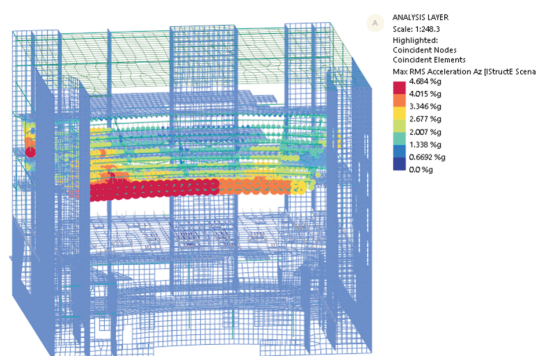 A
ANALYSIS LAYER
Scale: 1:248.3
Highlighted:
Coincident Nodes
Coincident Elements
Max RMS Acceleration Az [IStructE Scena
4.684 %g
4.015 %g
3.346 %g
2.677 %g
2.007 %g
1.338 %g
0.6692 %g
0.0 %g